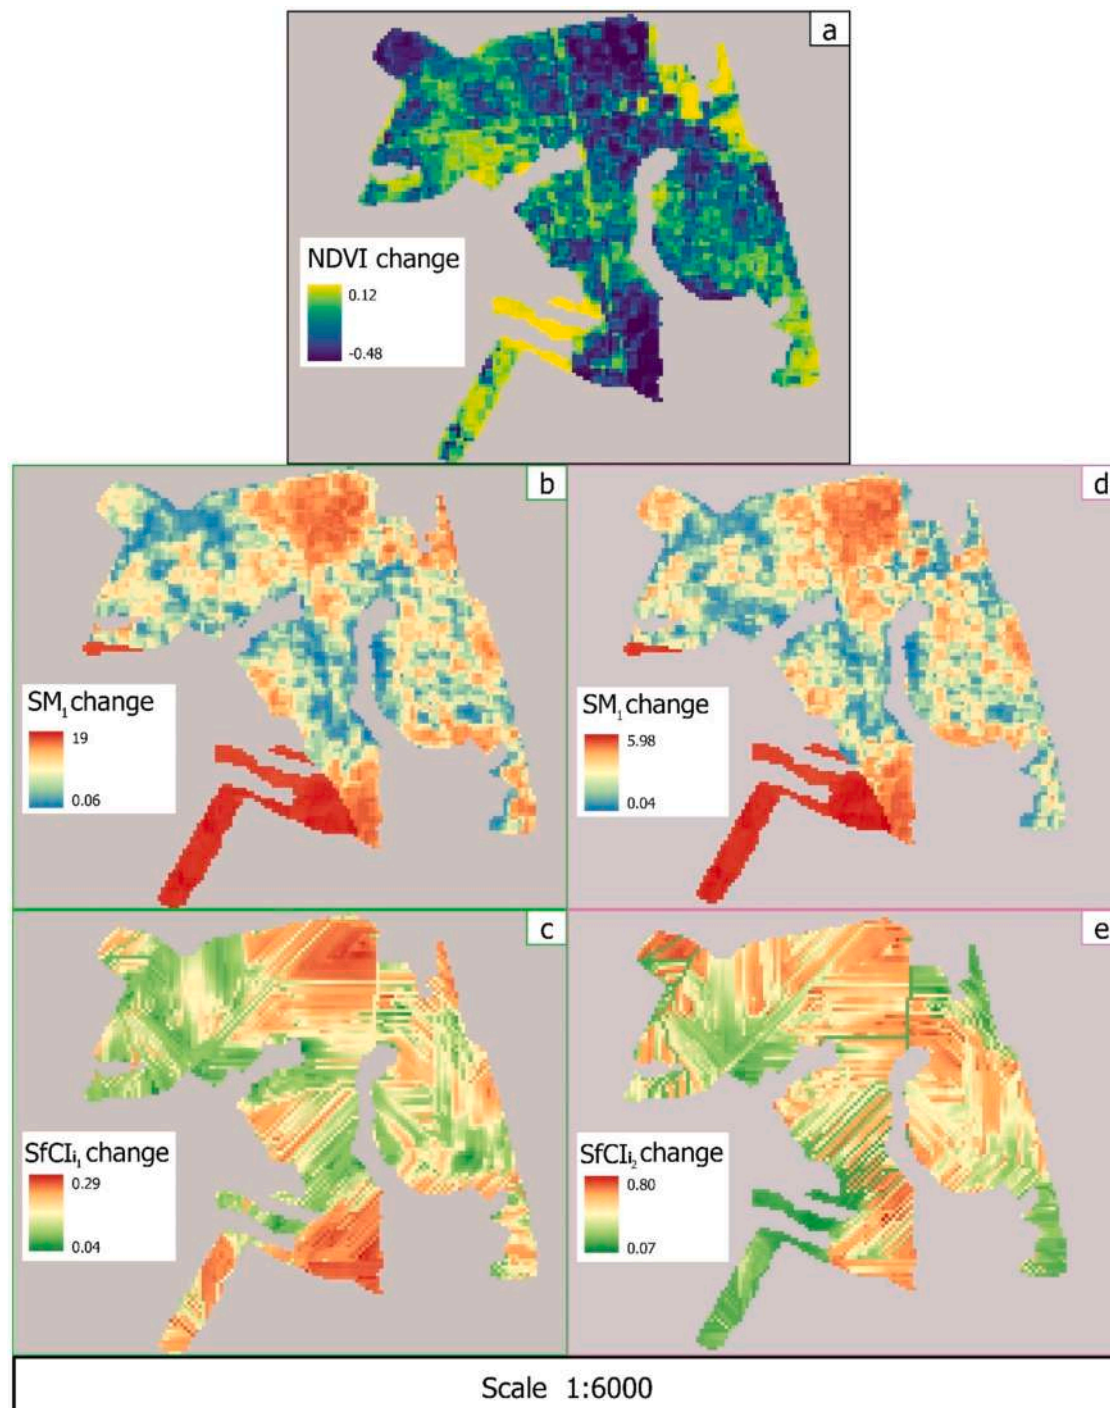 a
NDVI change
0.12
-0.48
b
SM₁ change
19
0.06
d
SM₁ change
5.98
0.04
c
SfCIi₁ change
0.29
0.04
e
SfCIi₂ change
0.80
0.07
Scale 1:6000